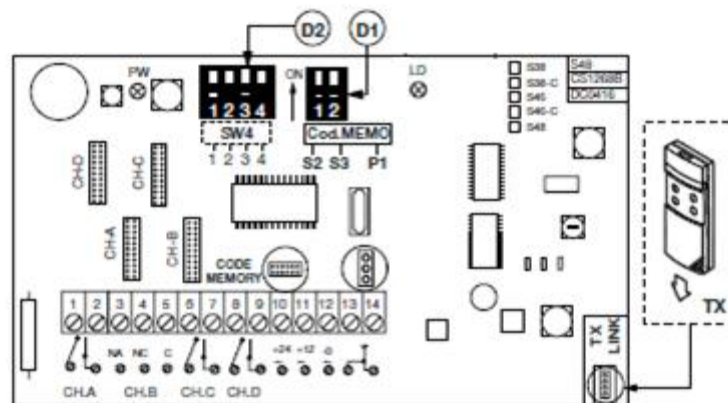 D2
D1
PW
ON
LD
S38
S38-C
S46
S46-C
S48
S48
CS1268B
DC0416
1 2 3 4
1 2
SW4
Cod.MEMO
1 2 3 4
S2 S3 P1
CH-D
CH-C
CH-A
CH-B
CODE
MEMORY
TX
1 2 3 4 5 6 7 8 9 10 11 12 13 14
TX
LINK
NA NC C
+24 +12 -0
CH.A CH.B CH.C CH.D